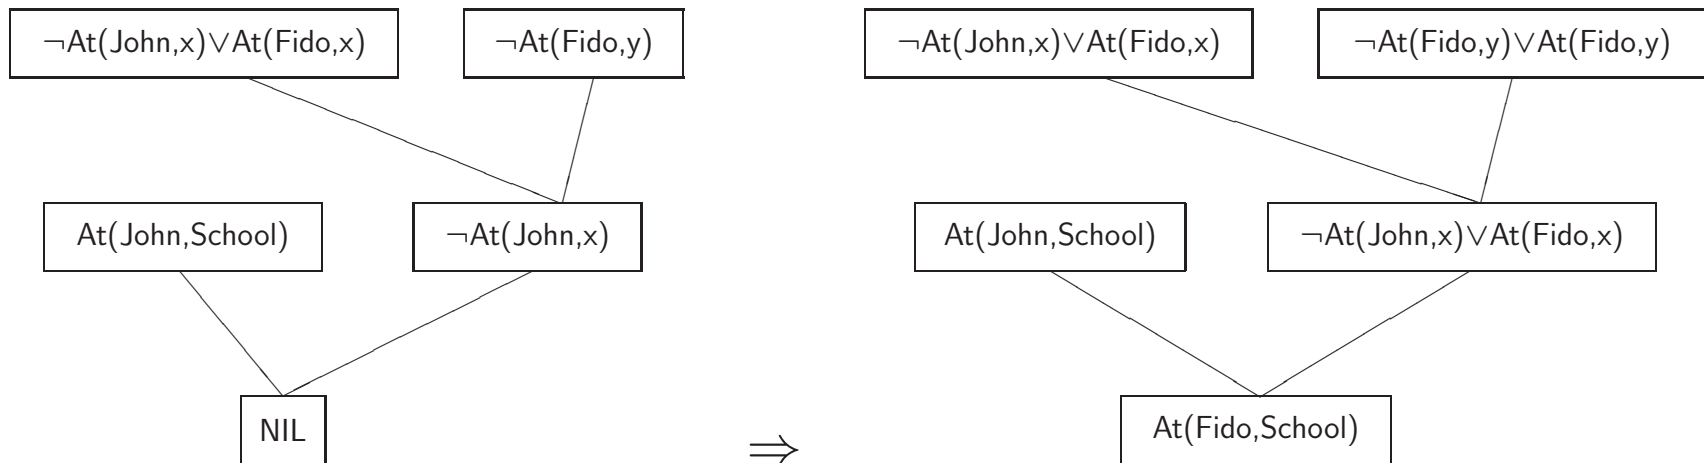 ¬At(John,x)∨At(Fido,x)
¬At(Fido,y)
At(John,School)
¬At(John,x)
NIL
⇒
¬At(John,x)∨At(Fido,x)
¬At(Fido,y)∨At(Fido,y)
At(John,School)
¬At(John,x)∨At(Fido,x)
At(Fido,School)